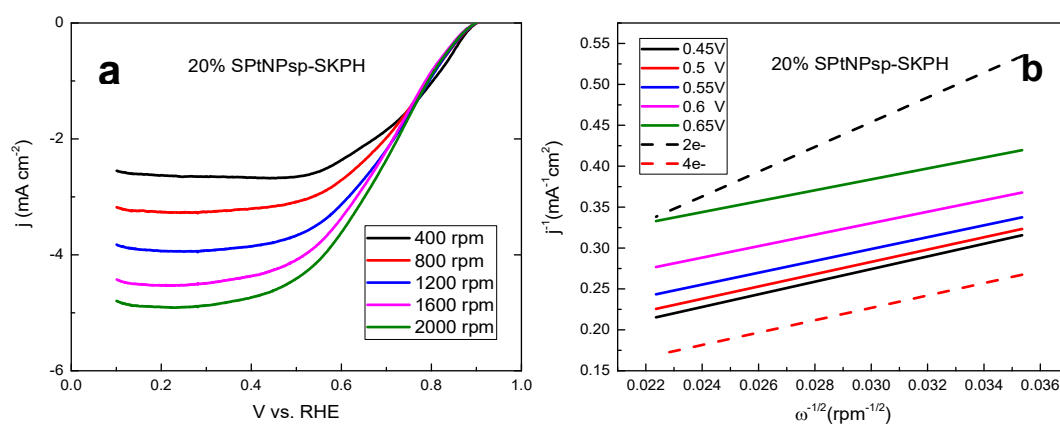 a
20% SPtNPsp-SKPH
0
-2
-4
-6
j (mA cm⁻²)
400 rpm
800 rpm
1200 rpm
1600 rpm
2000 rpm
0.0 0.2 0.4 0.6 0.8 1.0
V vs. RHE
0.45V
0.5 V
0.55V
0.6 V
0.65V
2e-
4e-
20% SPtNPsp-SKPH
b
0.55
0.50
0.45
0.40
0.35
0.30
0.25
0.20
0.15
j⁻¹(mA⁻¹cm²)
0.022 0.024 0.026 0.028 0.030 0.032 0.034 0.036
ω⁻¹ᐟ²(rpm⁻¹ᐟ²)